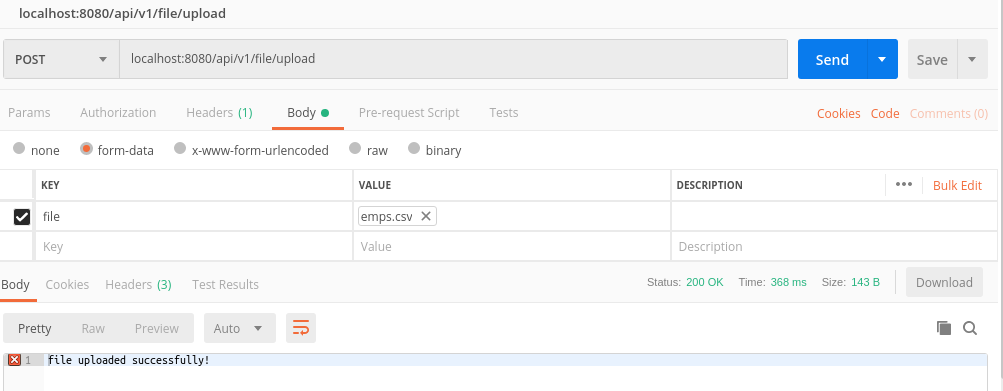 localhost:8080/api/v1/file/upload
POST localhost:8080/api/v1/file/upload Send Save
Params Authorization Headers (1) Body Pre-request Script Tests Cookies Code Comments (0)
none form-data x-www-form-urlencoded raw binary
KEY VALUE DESCRIPTION ••• Bulk Edit
file emps.csv
Key Value Description
Body Cookies Headers (3) Test Results Status: 200 OK Time: 368 ms Size: 143 B Download
Pretty Raw Preview Auto
1 file uploaded successfully!